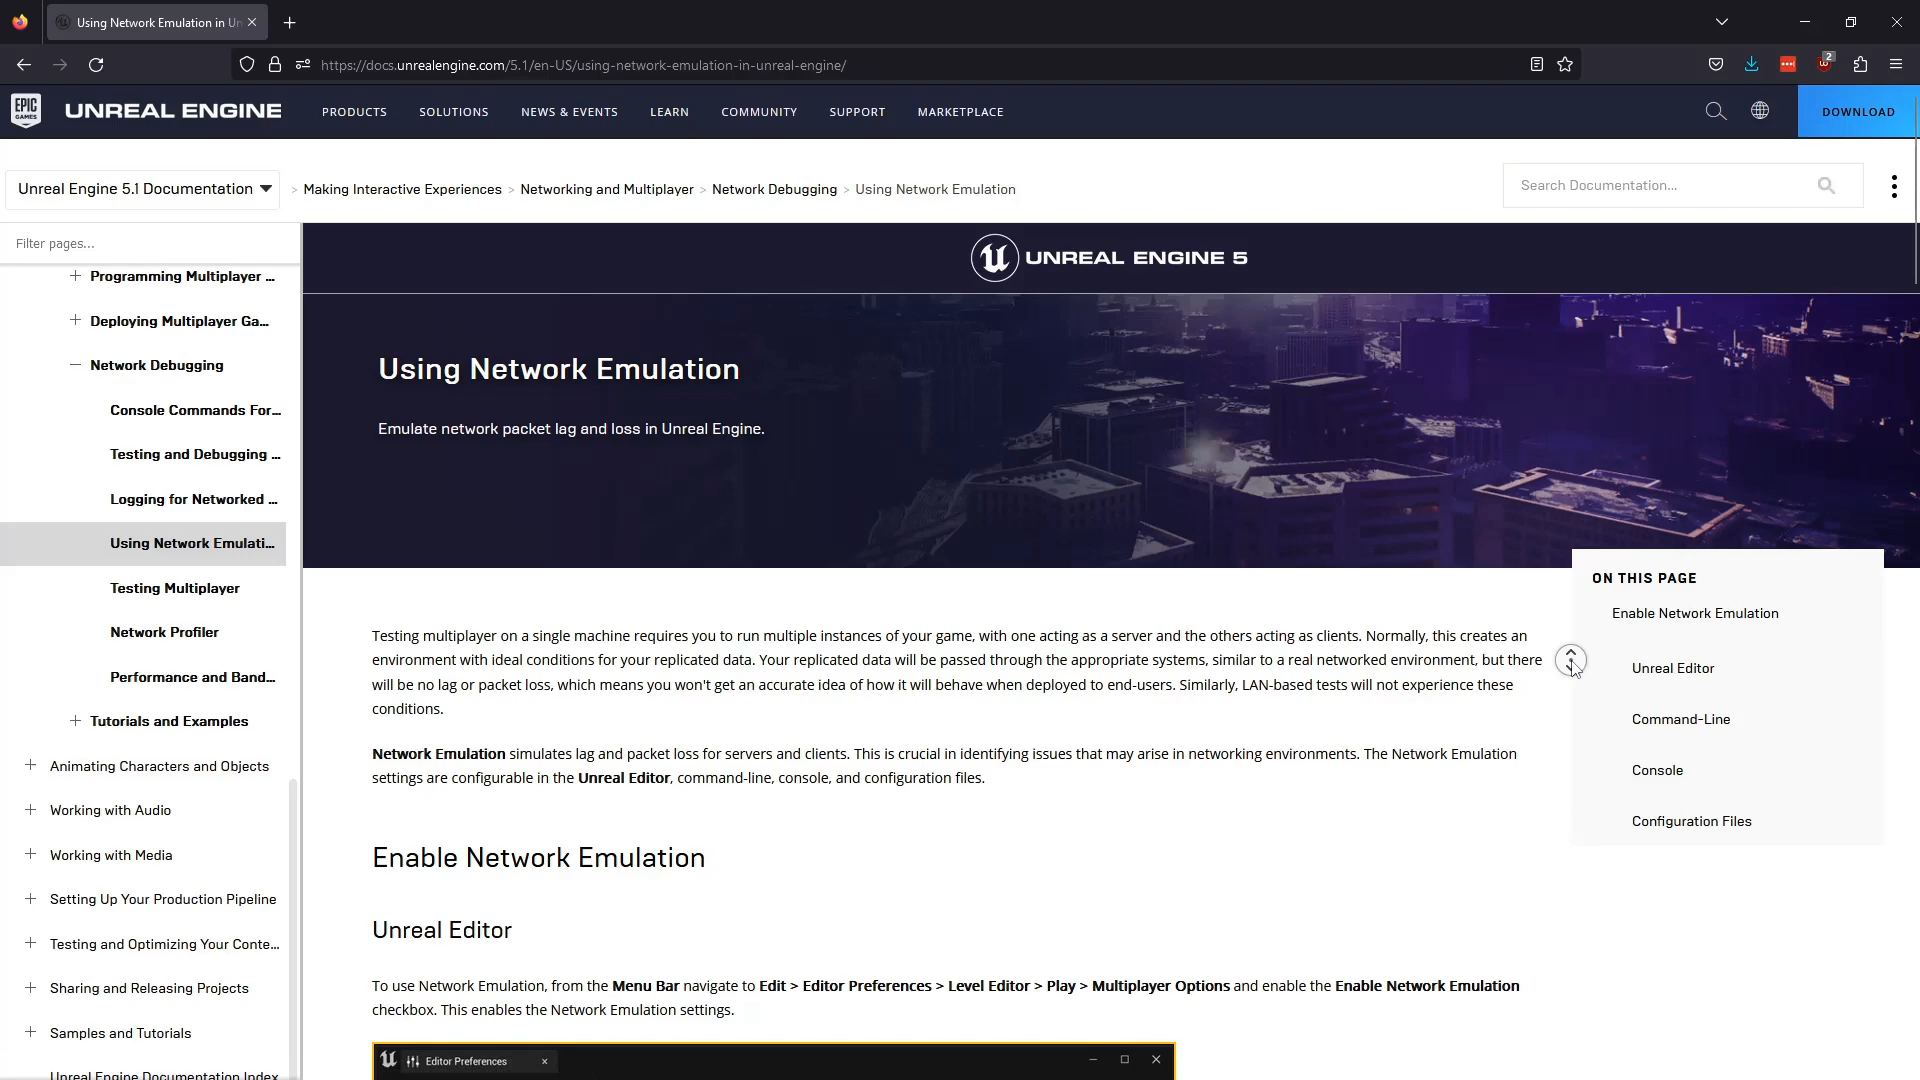 Using Network Emulation in Un
https://docs.unrealengine.com/5.1/en-US/using-network-emulation-in-unreal-engine/
2
EPIC GAMES
UNREAL ENGINE
PRODUCTS
SOLUTIONS
NEWS & EVENTS
LEARN
COMMUNITY
SUPPORT
MARKETPLACE
DOWNLOAD
Unreal Engine 5.1 Documentation
> Making Interactive Experiences > Networking and Multiplayer > Network Debugging > Using Network Emulation
Search Documentation...
Filter pages...
Programming Multiplayer ...
Deploying Multiplayer Ga...
Network Debugging
Console Commands For...
Testing and Debugging ...
Logging for Networked ...
Using Network Emulati...
Testing Multiplayer
Network Profiler
Performance and Band...
Tutorials and Examples
Animating Characters and Objects
Working with Audio
Working with Media
Setting Up Your Production Pipeline
Testing and Optimizing Your Conte...
Sharing and Releasing Projects
Samples and Tutorials
Unreal Engine Documentation Index
UNREAL ENGINE 5
Using Network Emulation
Emulate network packet lag and loss in Unreal Engine.
Testing multiplayer on a single machine requires you to run multiple instances of your game, with one acting as a server and the others acting as clients. Normally, this creates an
environment with ideal conditions for your replicated data. Your replicated data will be passed through the appropriate systems, similar to a real networked environment, but there
will be no lag or packet loss, which means you won't get an accurate idea of how it will behave when deployed to end-users. Similarly, LAN-based tests will not experience these
conditions.
Network Emulation simulates lag and packet loss for servers and clients. This is crucial in identifying issues that may arise in networking environments. The Network Emulation
settings are configurable in the Unreal Editor, command-line, console, and configuration files.
Enable Network Emulation
Unreal Editor
To use Network Emulation, from the Menu Bar navigate to Edit > Editor Preferences > Level Editor > Play > Multiplayer Options and enable the Enable Network Emulation
checkbox. This enables the Network Emulation settings.
Editor Preferences
ON THIS PAGE
Enable Network Emulation
Unreal Editor
Command-Line
Console
Configuration Files